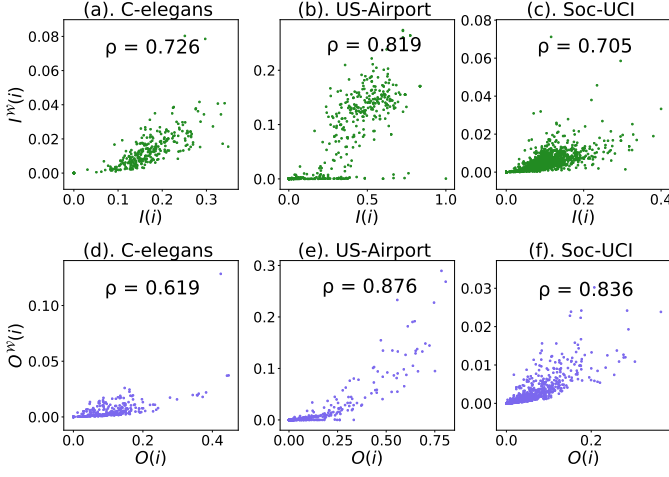 (a). C-elegans (b). US-Airport (c). Soc-UCI
ρ = 0.726 ρ = 0.819 ρ = 0.705
0.08 0.06 0.04 0.02 0.00
0.2 0.1 0.0
0.08 0.06 0.04 0.02 0.00
I^𝒲(i)
0.0 0.1 0.2 0.3 0.0 0.5 1.0 0.0 0.2 0.4
I(i) I(i) I(i)
(d). C-elegans (e). US-Airport (f). Soc-UCI
ρ = 0.619 ρ = 0.876 ρ = 0.836
0.10 0.05 0.00
0.3 0.2 0.1 0.0
0.03 0.02 0.01 0.00
O^𝒲(i)
0.0 0.2 0.4 0.00 0.25 0.50 0.75 0.0 0.2
O(i) O(i) O(i)